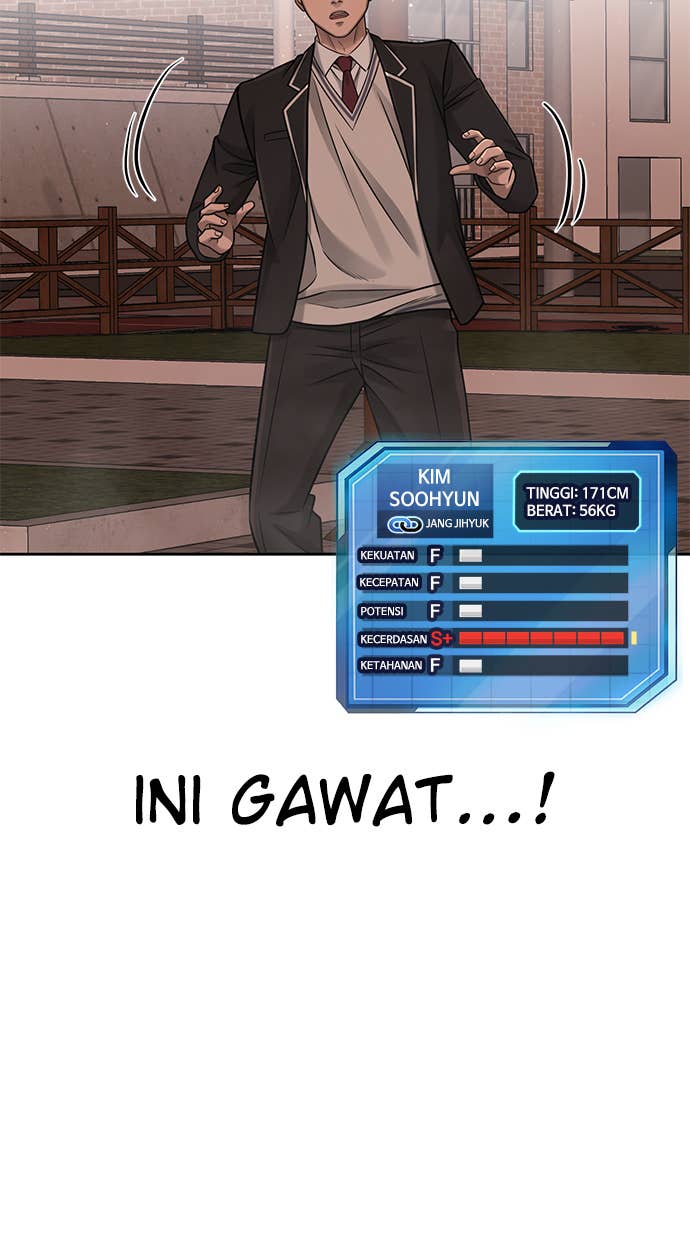 KIM
SOOHYUN
JANG JIHYUK
TINGGI: 171CM
BERAT: 56KG
KEKUATAN F
KECEPATAN F
POTENSI F
KECERDASAN S+
KETAHANAN F
INI GAWAT...!